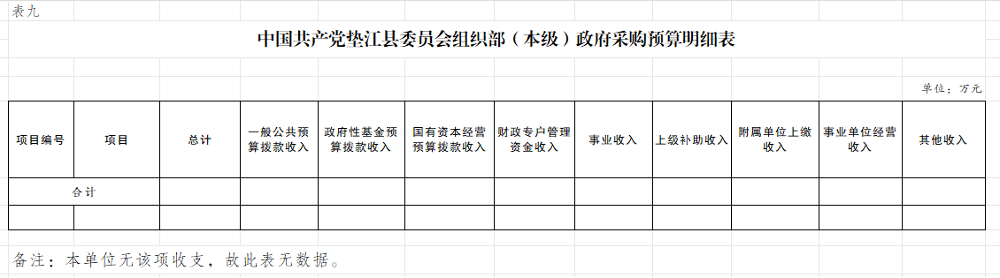 表九
中国共产党垫江县委员会组织部（本级）政府采购预算明细表
单位：万元
项目编号 项目 总计 一般公共预算拨款收入 政府性基金预算拨款收入 国有资本经营预算拨款收入 财政专户管理资金收入 事业收入 上级补助收入 附属单位上缴收入 事业单位经营收入 其他收入
合计
备注：本单位无该项收支，故此表无数据。